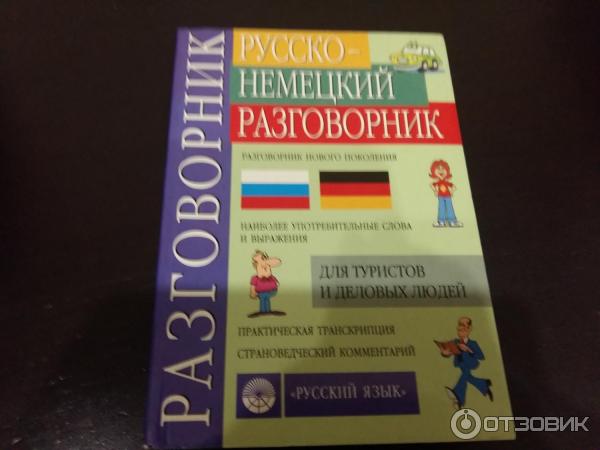 РАЗГОВОРНИК
РУССКО-
НЕМЕЦКИЙ
РАЗГОВОРНИК
РАЗГОВОРНИК НОВОГО ПОКОЛЕНИЯ
НАИБОЛЕЕ УПОТРЕБИТЕЛЬНЫЕ СЛОВА
И ВЫРАЖЕНИЯ
ДЛЯ ТУРИСТОВ
И ДЕЛОВЫХ ЛЮДЕЙ
ПРАКТИЧЕСКАЯ ТРАНСКРИПЦИЯ
СТРАНОВЕДЧЕСКИЙ КОММЕНТАРИЙ
«РУССКИЙ ЯЗЫК»
ОТЗОВИК